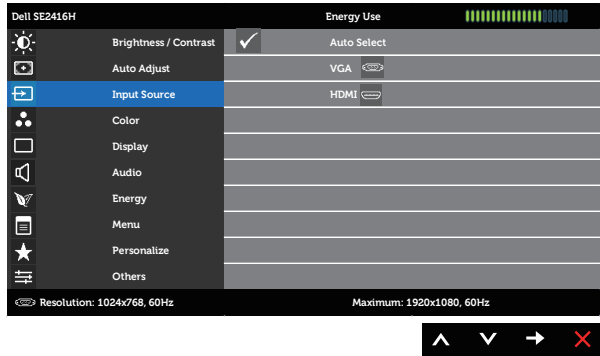 Dell SE2416H Energy Use
Brightness / Contrast Auto Select
Auto Adjust VGA
Input Source HDMI
Color
Display
Audio
Energy
Menu
Personalize
Others
Resolution: 1024x768, 60Hz Maximum: 1920x1080, 60Hz